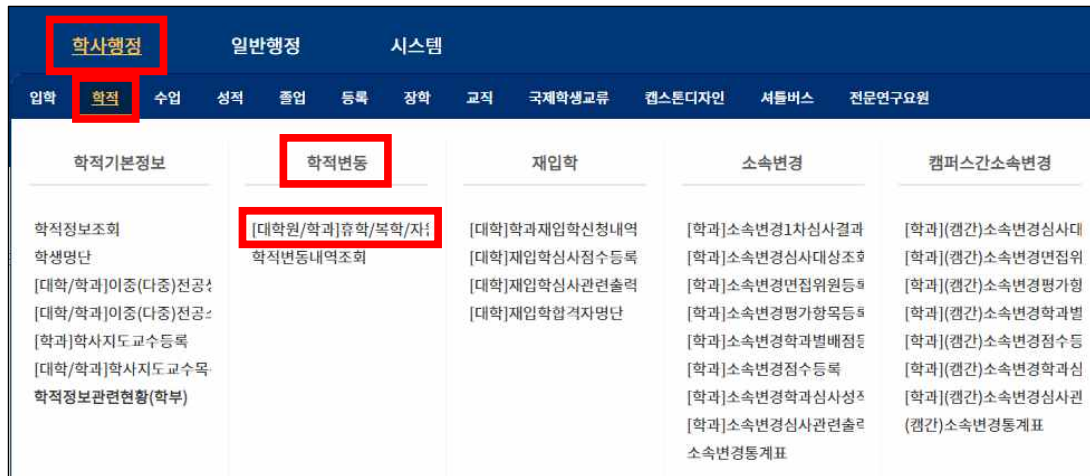 학사행정 일반행정 시스템
입학 학적 수업 성적 졸업 등록 장학 교직 국제학생교류 캡스톤디자인 셔틀버스 전문연구요원
학적기본정보
학적정보조회
학생명단
[대학/학과]이중(다중)전공
[대학/학과]이중(다중)전공
[학과]학사지도교수등록
[대학/학과]학사지도교수목
학적정보관련현황(학부)
학적변동
[대학원/학과]휴학/복학/자
학적변동내역조회
재입학
[대학]학과재입학신청내역
[대학]재입학심사점수등록
[대학]재입학심사관련출력
[대학]재입학합격자명단
소속변경
[학과]소속변경1차심사결과
[학과]소속변경심사대상조회
[학과]소속변경면접위원등록
[학과]소속변경평가항목등록
[학과]소속변경학과별배점등
[학과]소속변경점수등록
[학과]소속변경학과심사성적
[학과]소속변경심사관련출력
소속변경통계표
캠퍼스간소속변경
[학과](캠간)소속변경심사대
[학과](캠간)소속변경면접위
[학과](캠간)소속변경평가항
[학과](캠간)소속변경학과별
[학과](캠간)소속변경점수등
[학과](캠간)소속변경학과심
[학과](캠간)소속변경심사관
(캠간)소속변경통계표